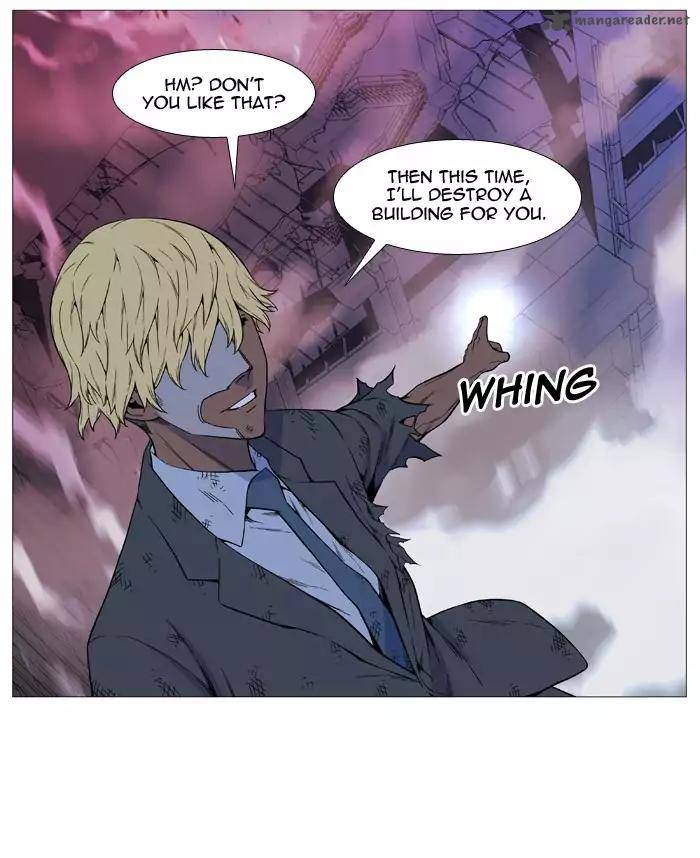 mangareader.net
HM? DON'T
YOU LIKE THAT?
THEN THIS TIME,
I'LL DESTROY A
BUILDING FOR YOU.
WHING